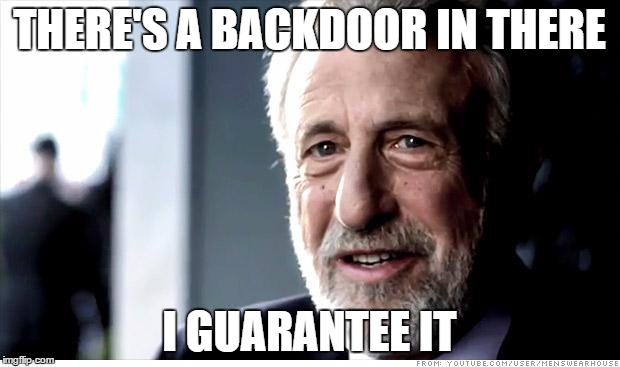 THERE'S A BACKDOOR IN THERE
I GUARANTEE IT
imgflip.com
FROM: YOUTUBE.COM/USER/MENSWEARHOUSE